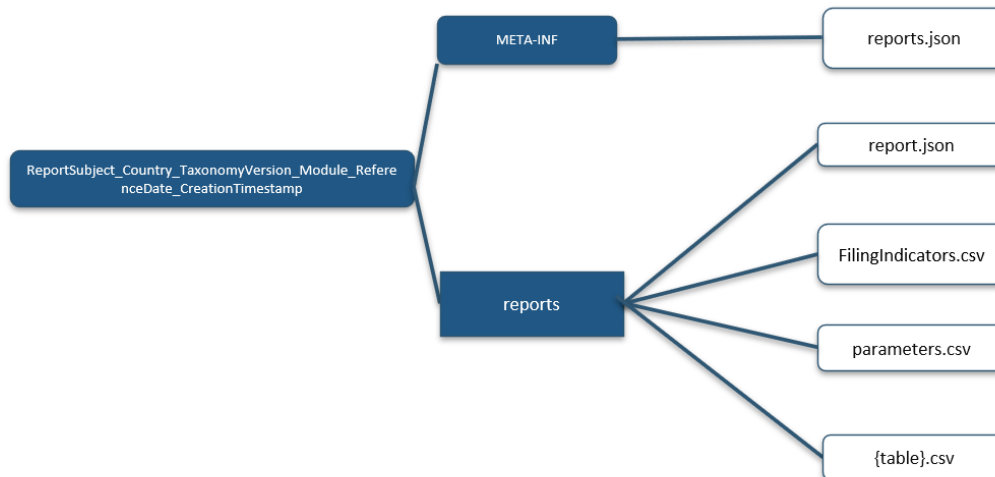 META-INF
reports.json
report.json
ReportSubject_Country_TaxonomyVersion_Module_Refere
nceDate_CreationTimestamp
FilingIndicators.csv
reports
parameters.csv
{table}.csv